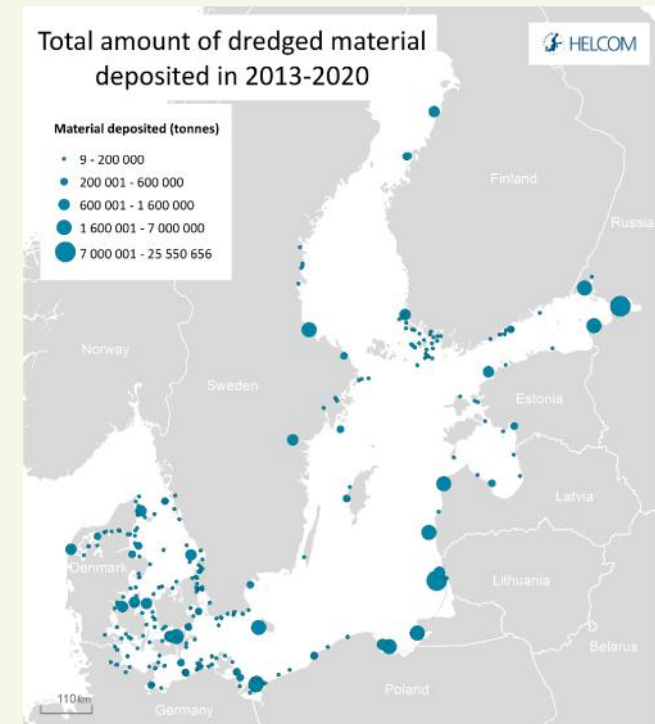 Total amount of dredged material
deposited in 2013-2020
HELCOM
Material deposited (tonnes)
9 - 200 000
200 001 - 600 000
600 001 - 1 600 000
1 600 001 - 7 000 000
7 000 001 - 25 550 656
Finland
Russia
Norway
Sweden
Estonia
Latvia
Denmark
Lithuania
Belarus
110 km
Germany
Poland